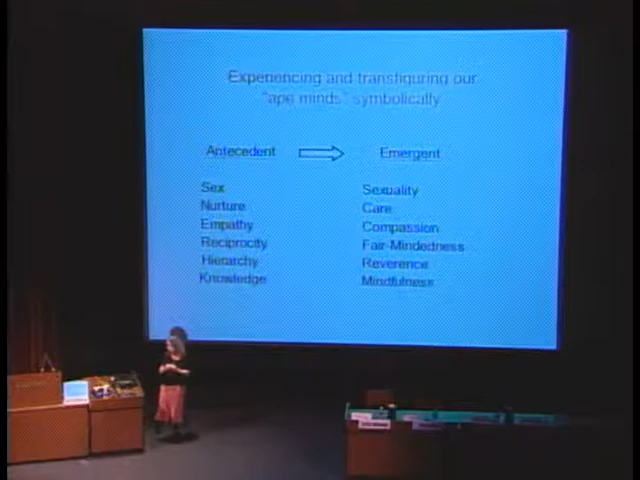 Experiencing and transfiguring our
"ape minds" symbolically
Antecedent Emergent
Sex Sexuality
Nurture Care
Empathy Compassion
Reciprocity Fair-Mindedness
Hierarchy Reverence
Knowledge Mindfulness